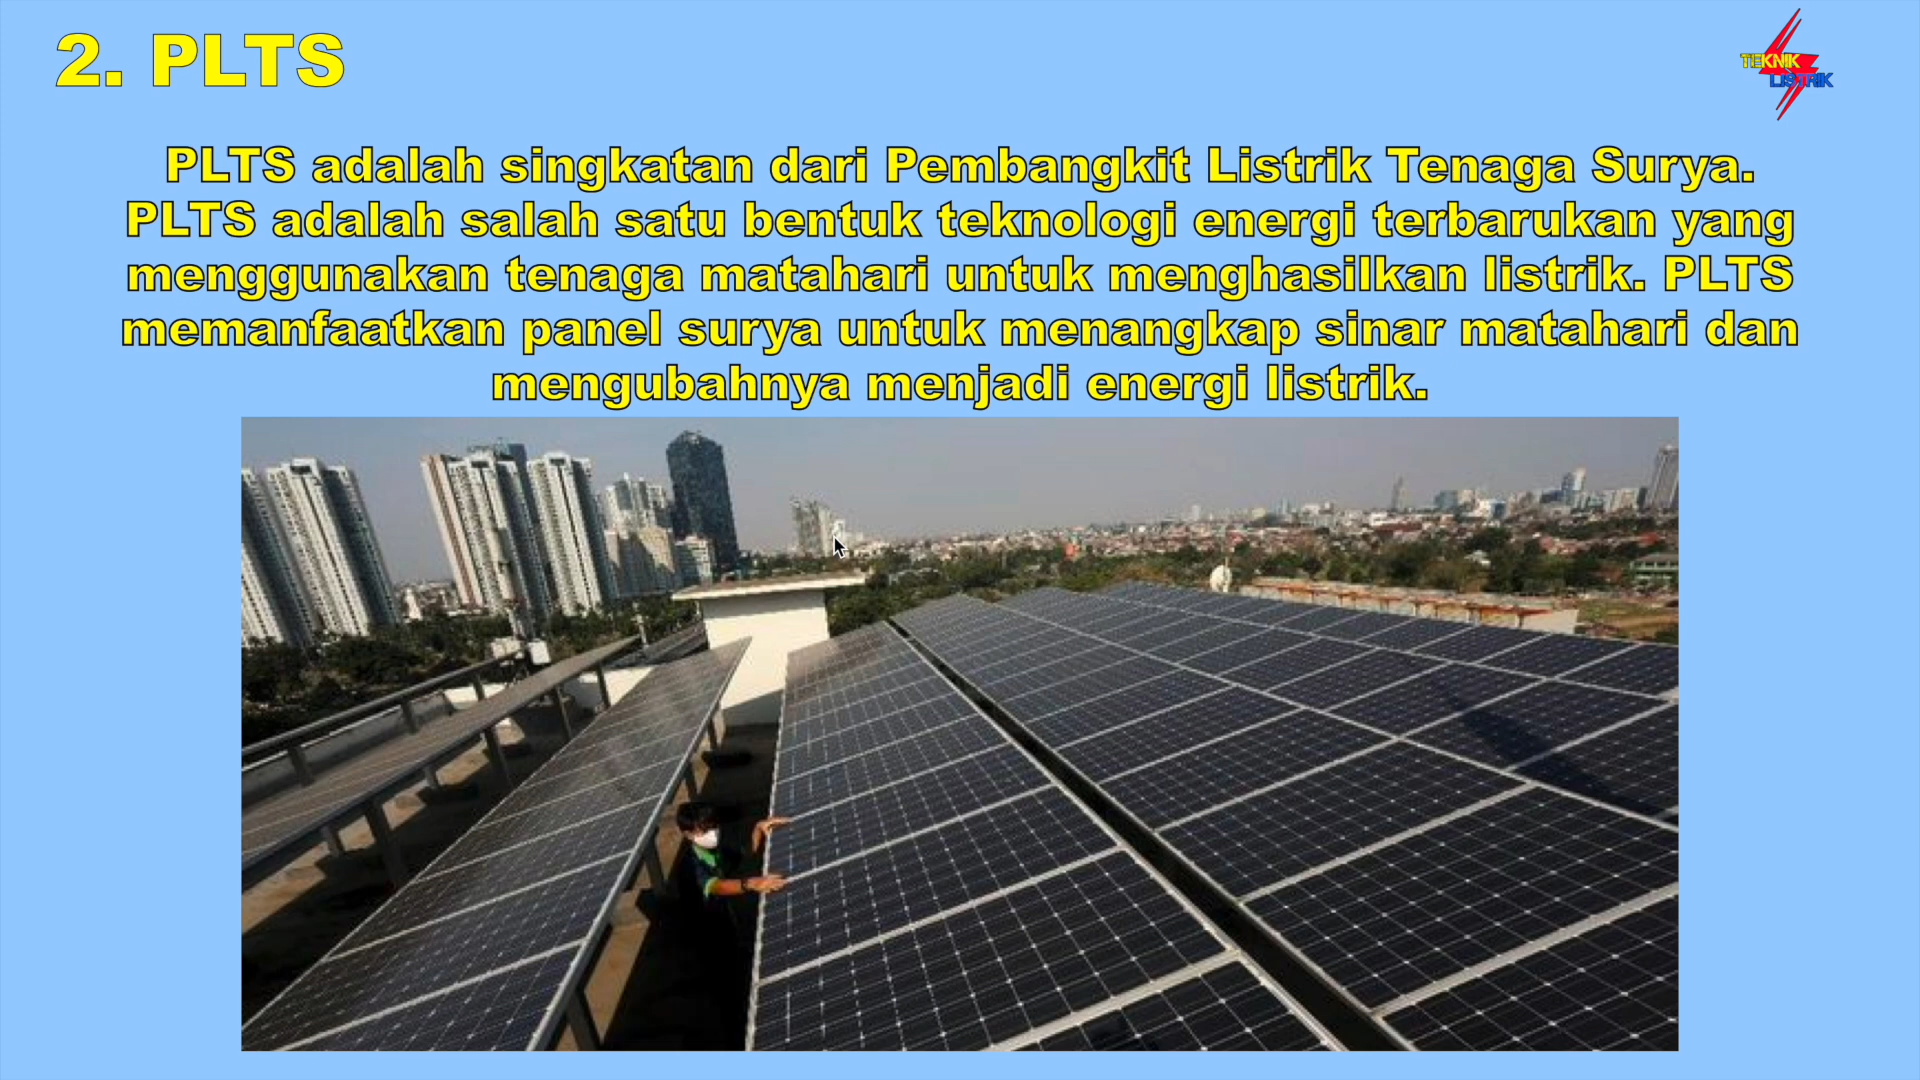 2. PLTS
TEKNIK
LISTRIK
PLTS adalah singkatan dari Pembangkit Listrik Tenaga Surya.
PLTS adalah salah satu bentuk teknologi energi terbarukan yang
menggunakan tenaga matahari untuk menghasilkan listrik. PLTS
memanfaatkan panel surya untuk menangkap sinar matahari dan
mengubahnya menjadi energi listrik.